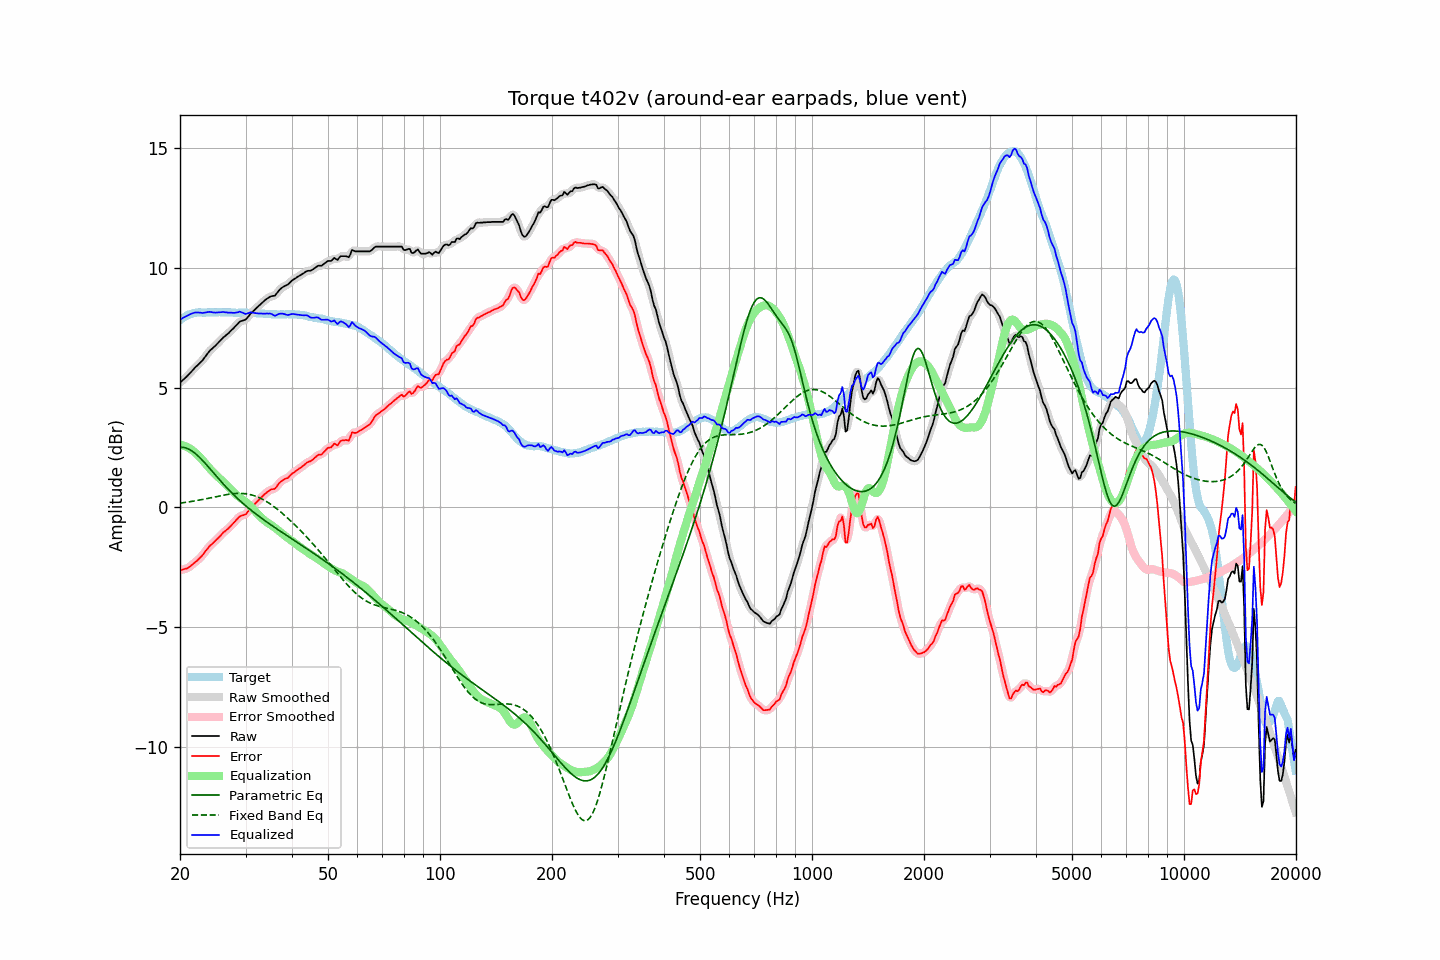 Torque t402v (around-ear earpads, blue vent)
Amplitude (dBr)
15
10
5
0
−5
−10
Target
Raw Smoothed
Error Smoothed
Raw
Error
Equalization
Parametric Eq
Fixed Band Eq
Equalized
20 50 100 200 500 1000 2000 5000 10000 20000
Frequency (Hz)